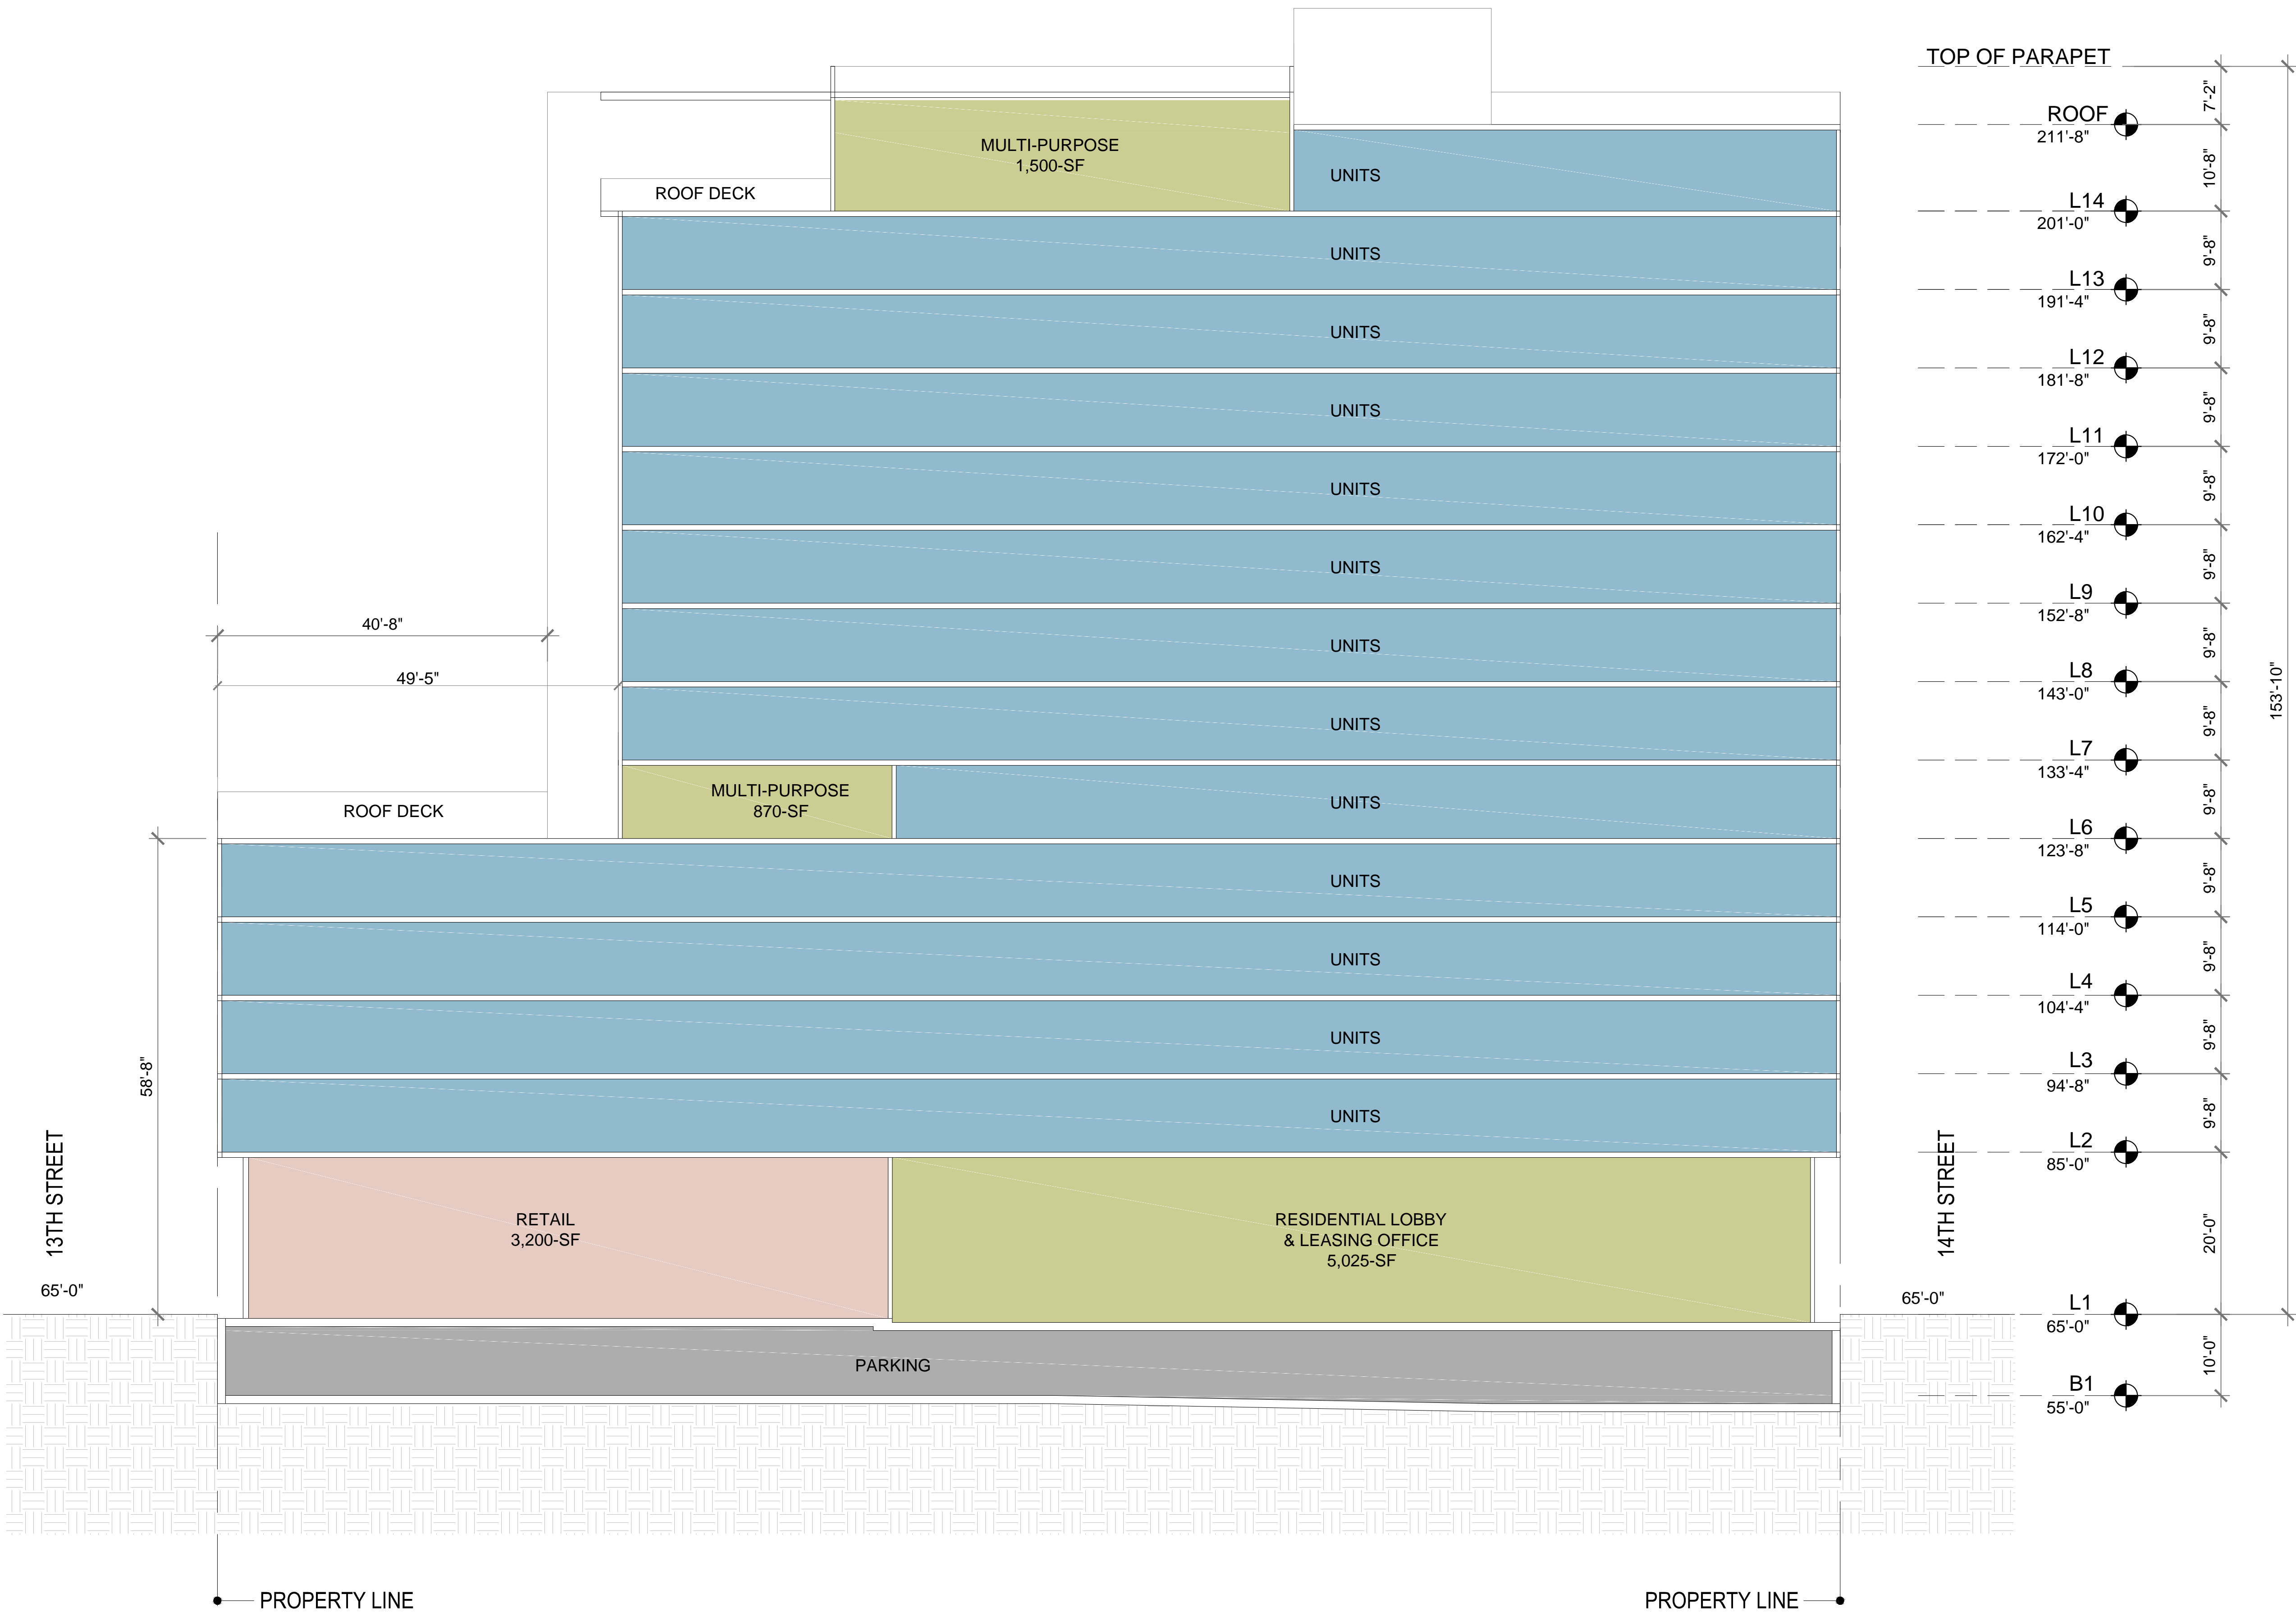 TOP OF PARAPET
7'-2"
ROOF
211'-8"
MULTI-PURPOSE
1,500-SF
UNITS
10'-8"
ROOF DECK
L14
201'-0"
UNITS
9'-8"
L13
191'-4"
UNITS
9'-8"
L12
181'-8"
UNITS
9'-8"
L11
172'-0"
UNITS
9'-8"
L10
162'-4"
UNITS
9'-8"
L9
152'-8"
40'-8"
UNITS
9'-8"
L8
143'-0"
49'-5"
153'-10"
UNITS
9'-8"
L7
133'-4"
MULTI-PURPOSE
870-SF
UNITS
9'-8"
ROOF DECK
L6
123'-8"
UNITS
9'-8"
L5
114'-0"
UNITS
9'-8"
L4
104'-4"
UNITS
9'-8"
L3
94'-8"
58'-8"
UNITS
9'-8"
L2
85'-0"
13TH STREET
14TH STREET
RETAIL
3,200-SF
RESIDENTIAL LOBBY
& LEASING OFFICE
5,025-SF
20'-0"
65'-0"
65'-0"
L1
65'-0"
PARKING
10'-0"
B1
55'-0"
PROPERTY LINE
PROPERTY LINE